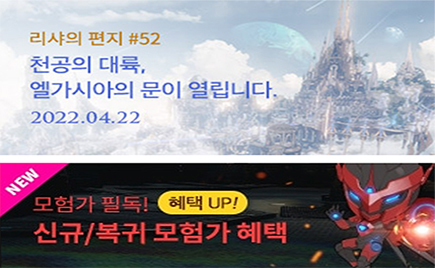 리샤의 편지 #52
천공의 대륙,
엘가시아의 문이 열립니다.
2022.04.22
NEW
모험가 필독! 혜택 UP!
신규/복귀 모험가 혜택